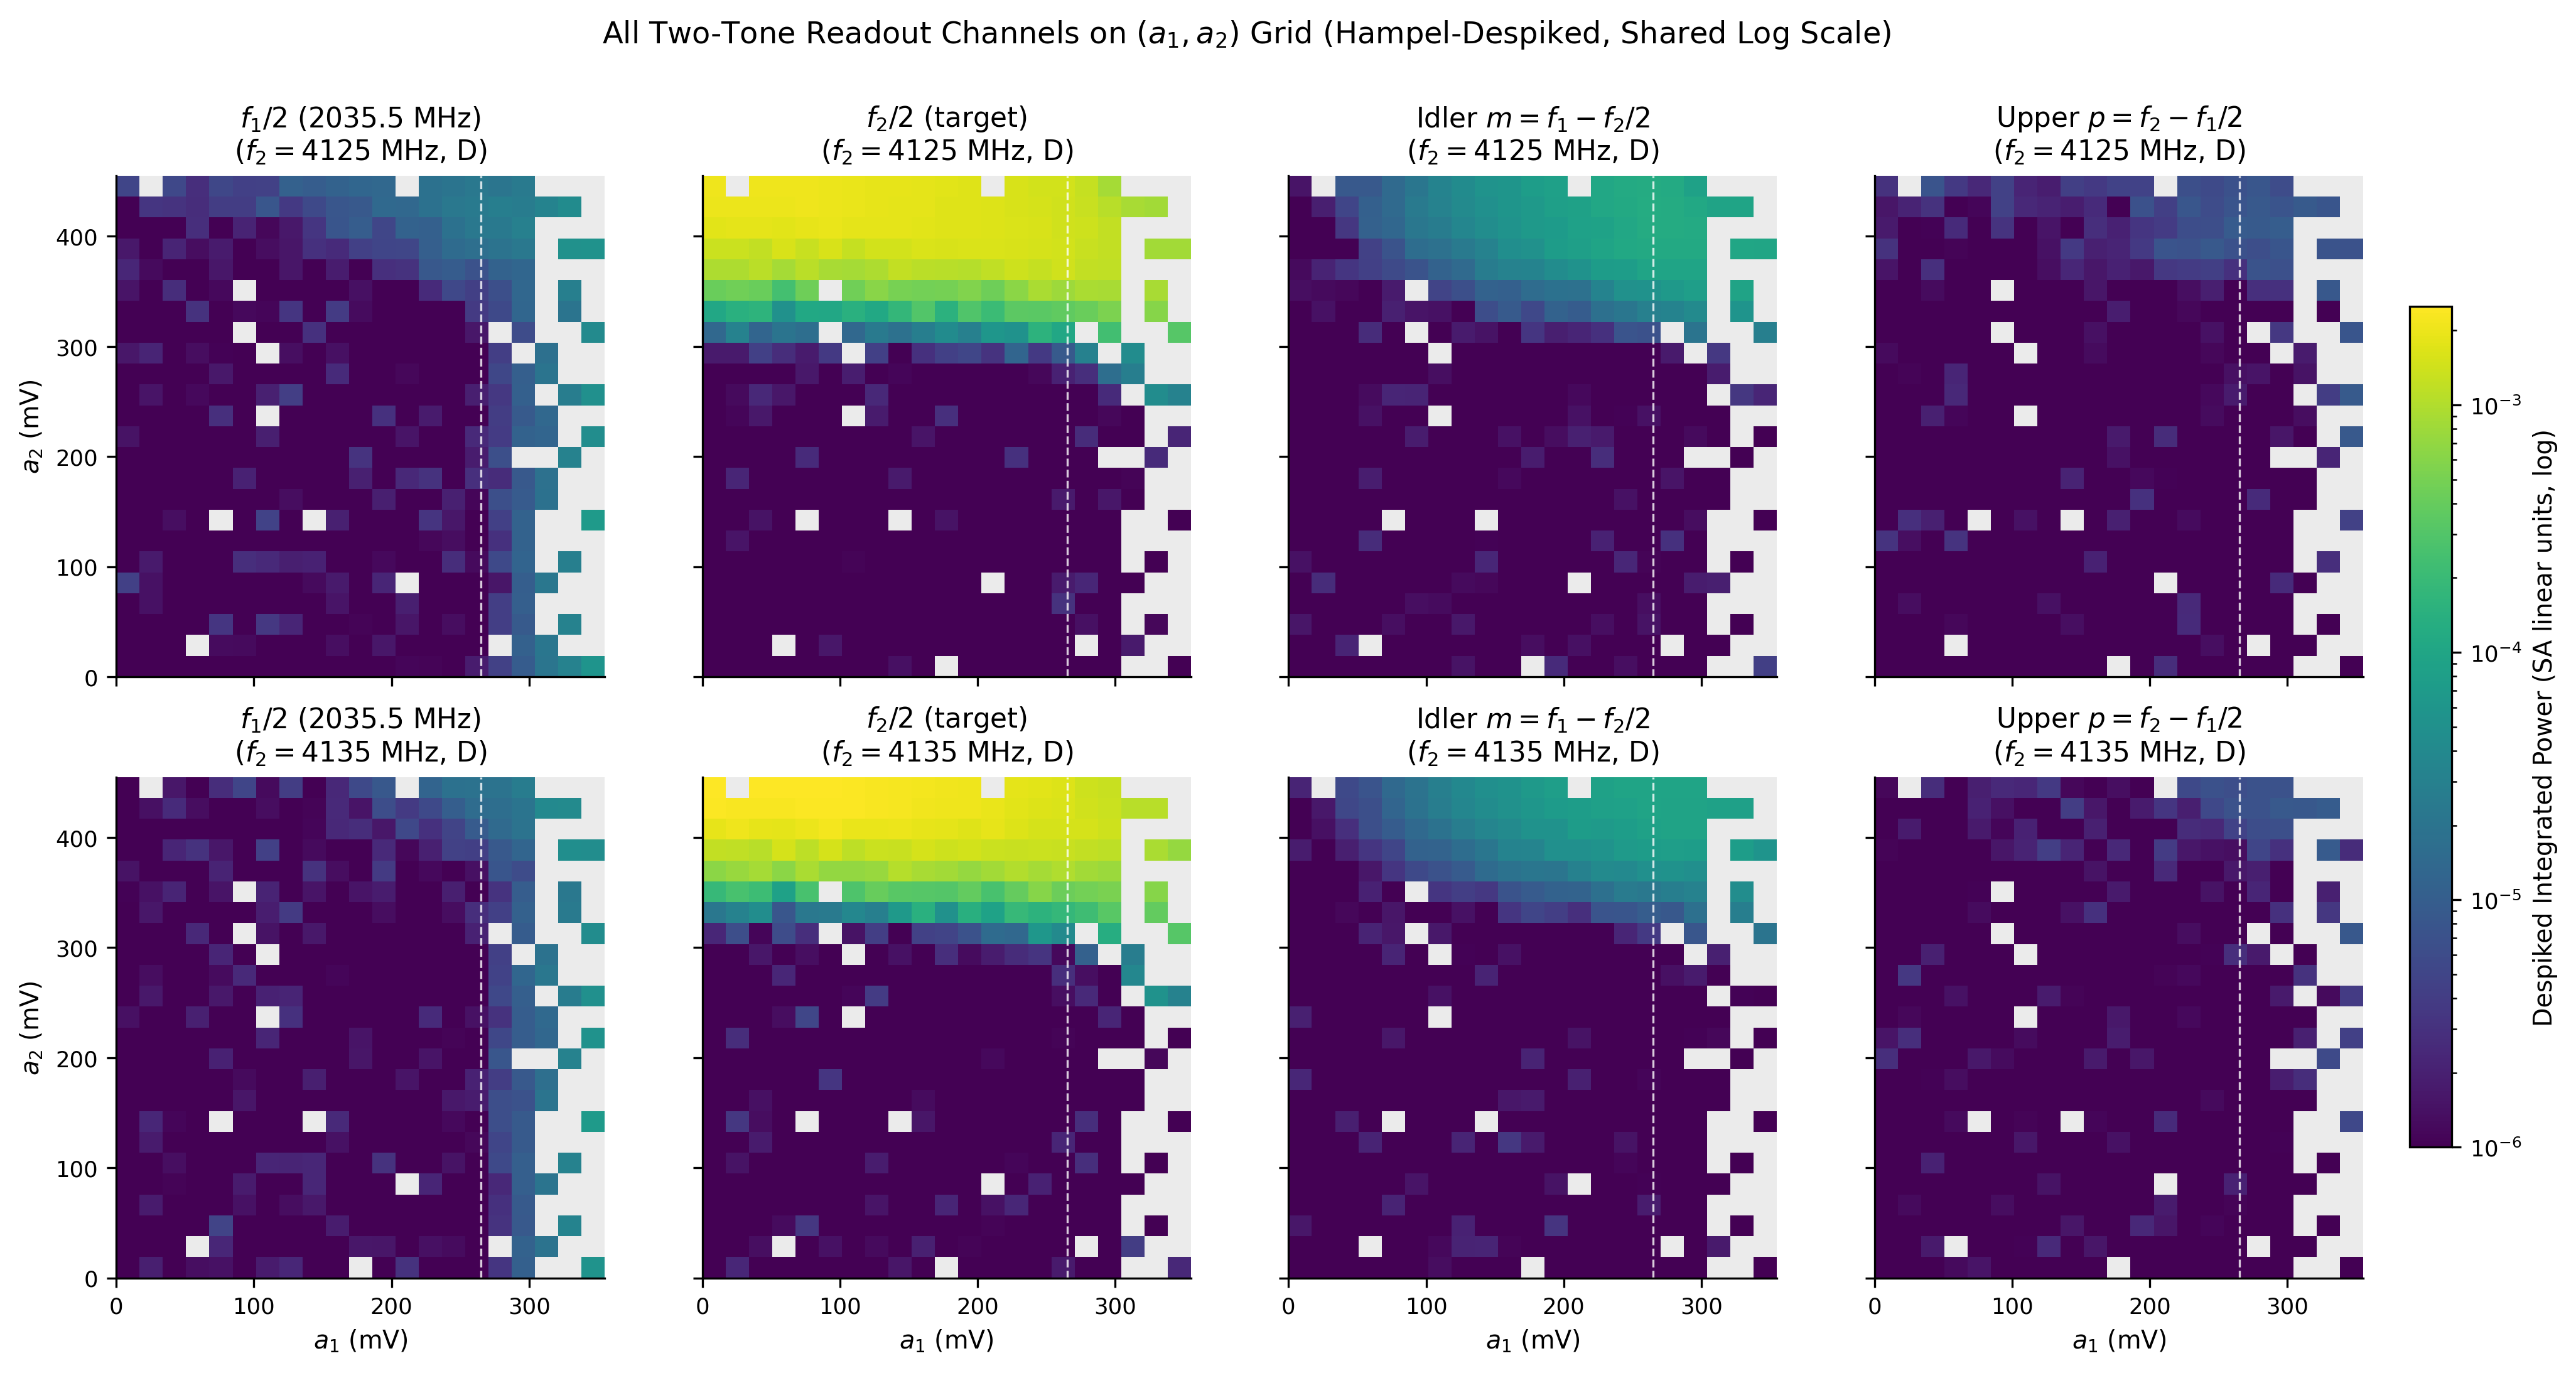 All Two-Tone Readout Channels on (a₁, a₂) Grid (Hampel-Despiked, Shared Log Scale)
f₁/2 (2035.5 MHz)
(f₂ = 4125 MHz, D)
f₂/2 (target)
(f₂ = 4125 MHz, D)
Idler m = f₁ − f₂/2
(f₂ = 4125 MHz, D)
Upper p = f₂ − f₁/2
(f₂ = 4125 MHz, D)
a₂ (mV)
400
300
200
100
0
f₁/2 (2035.5 MHz)
(f₂ = 4135 MHz, D)
f₂/2 (target)
(f₂ = 4135 MHz, D)
Idler m = f₁ − f₂/2
(f₂ = 4135 MHz, D)
Upper p = f₂ − f₁/2
(f₂ = 4135 MHz, D)
a₂ (mV)
400
300
200
100
0
0 100 200 300
a₁ (mV)
0 100 200 300
a₁ (mV)
0 100 200 300
a₁ (mV)
0 100 200 300
a₁ (mV)
10⁻³
10⁻⁴
10⁻⁵
10⁻⁶
Despiked Integrated Power (SA linear units, log)